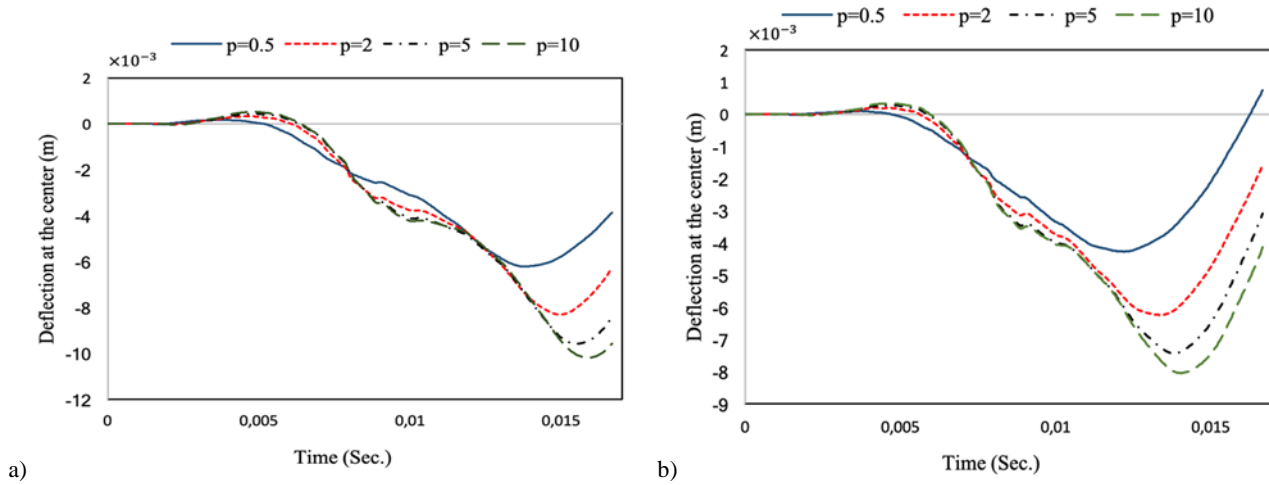 p=0.5 p=2 p=5 p=10
×10⁻³
2
0
-2
-4
-6
-8
-10
-12
Deflection at the center (m)
0 0,005 0,01 0,015
Time (Sec.)
a)
p=0.5 p=2 p=5 p=10
×10⁻³
2
1
0
-1
-2
-3
-4
-5
-6
-7
-8
-9
Deflection at the center (m)
0 0,005 0,01 0,015
Time (Sec.)
b)